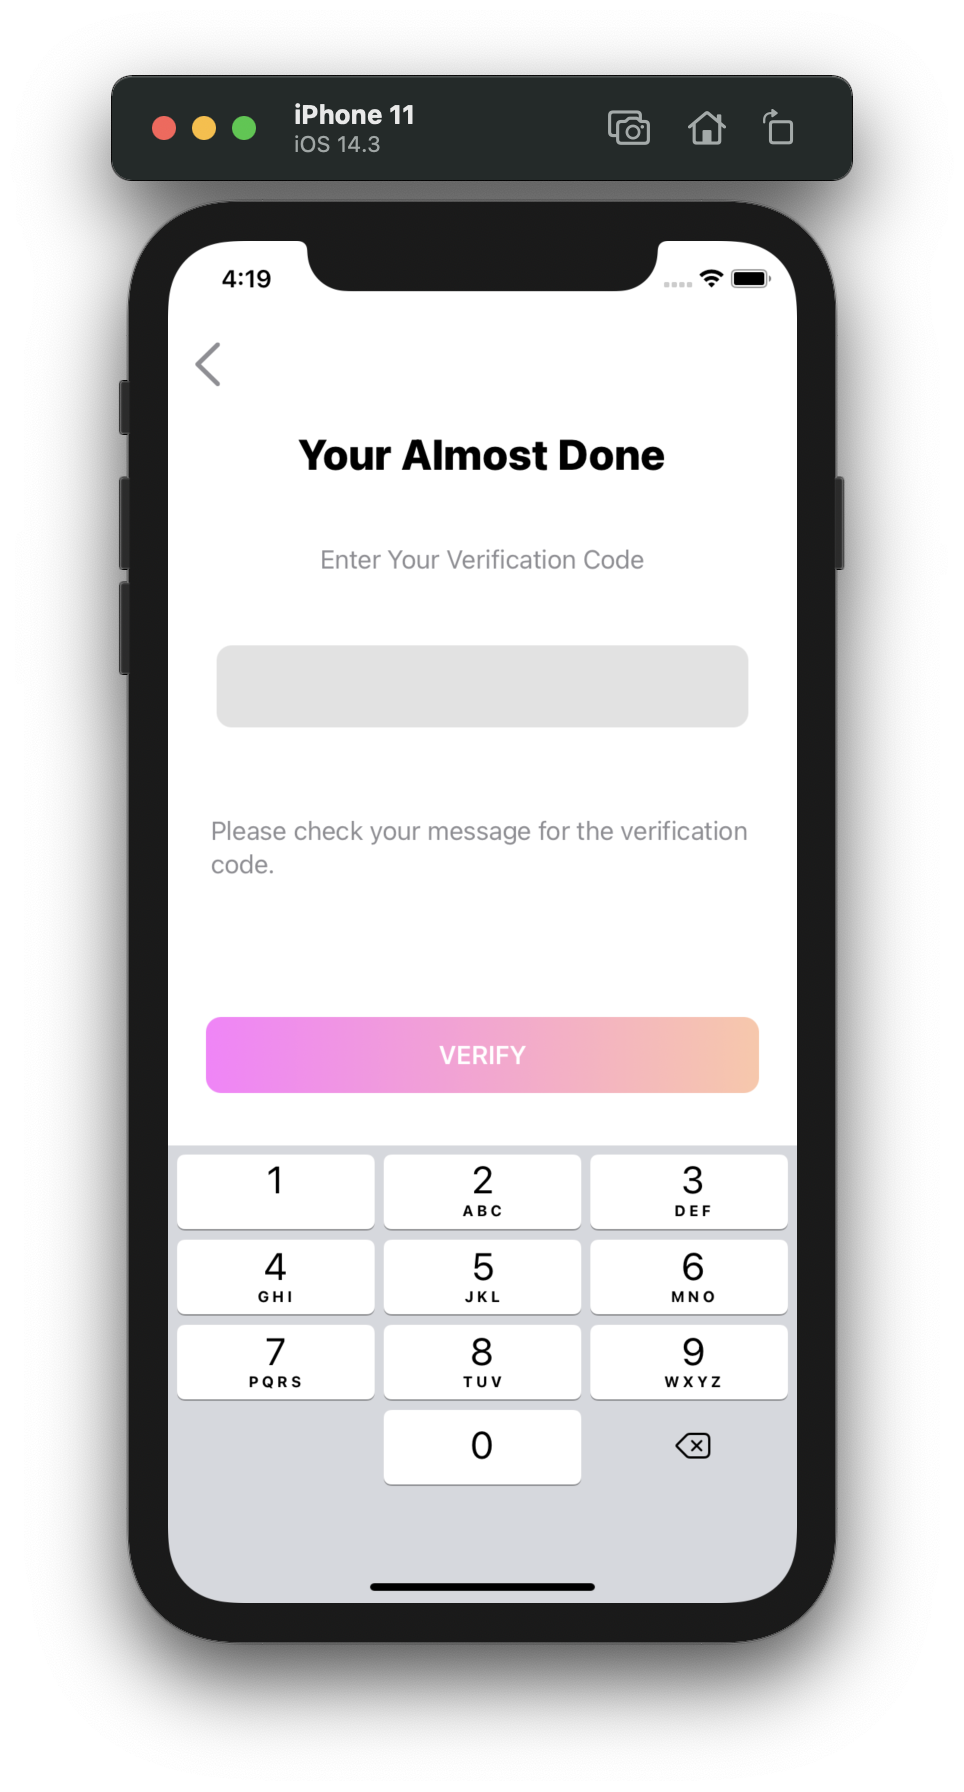 iPhone 11
iOS 14.3
4:19
Your Almost Done
Enter Your Verification Code
Please check your message for the verification
code.
VERIFY
1
2
ABC
3
DEF
4
GHI
5
JKL
6
MNO
7
PQRS
8
TUV
9
WXYZ
0